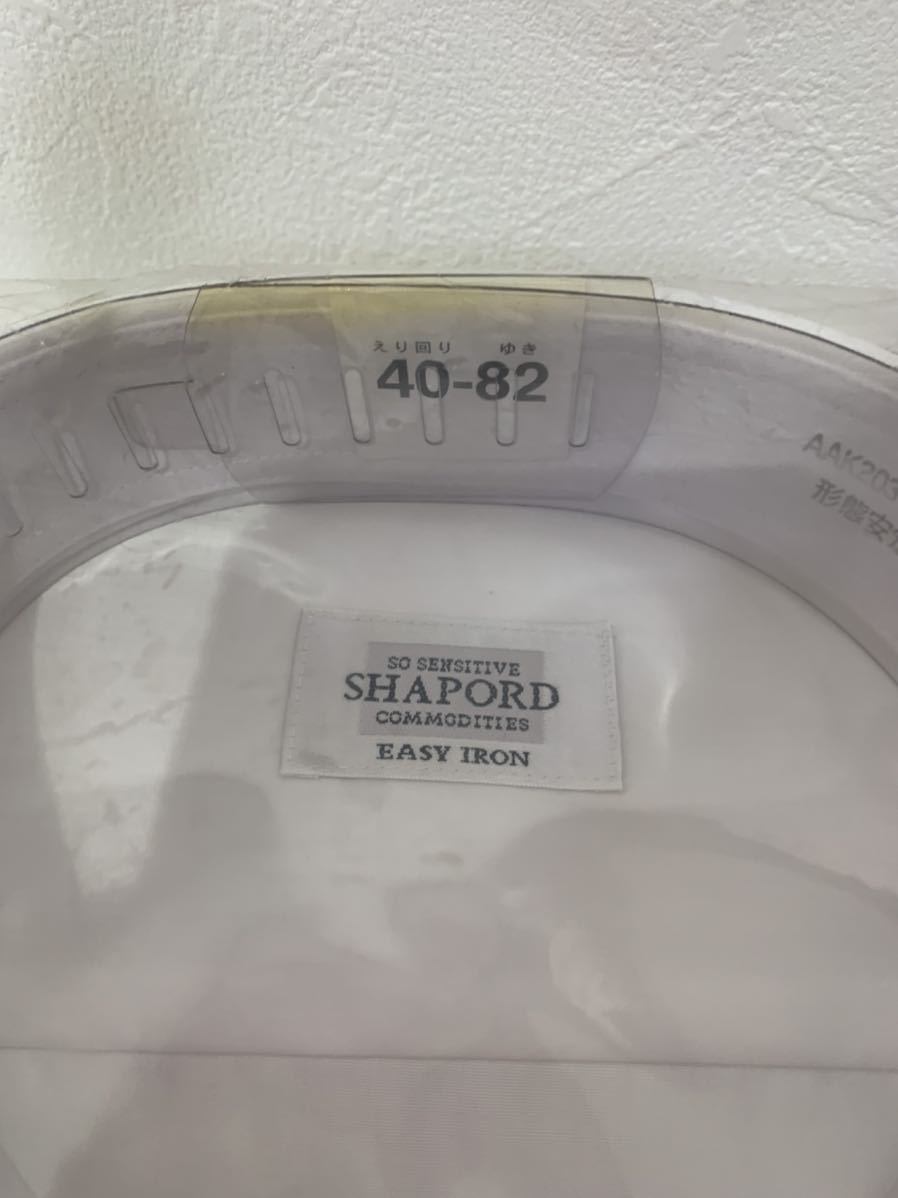 えり回り ゆき
40-82
AAK203
形態安
SO SENSITIVE
SHAPORD
COMMODITIES
EASY IRON